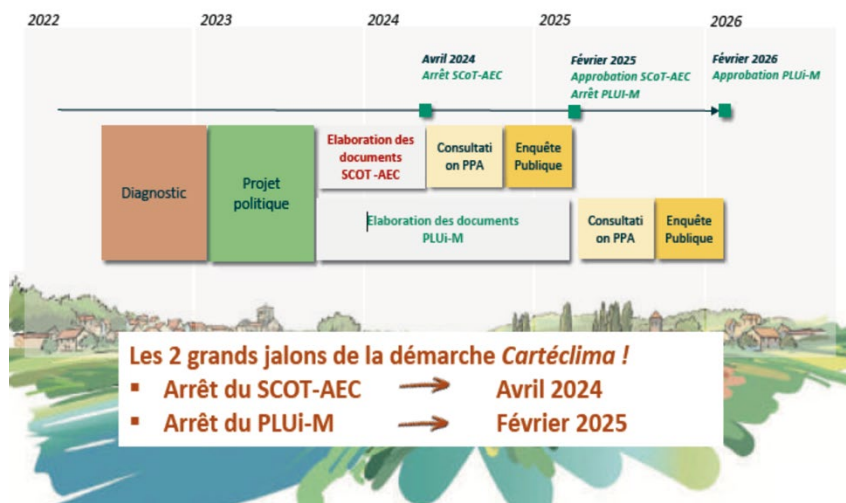 2022
2023
2024
2025
2026
Avril 2024
Arrêt SCoT-AEC
Février 2025
Approbation SCoT-AEC
Arrêt PLUI-M
Février 2026
Approbation PLUi-M
Diagnostic
Projet
politique
Elaboration des
documents
SCOT -AEC
Consultati
on PPA
Enquête
Publique
Elaboration des documents
PLUi-M
Consultati
on PPA
Enquête
Publique
Les 2 grands jalons de la démarche Cartéclima !
▪ Arrêt du SCOT-AEC → Avril 2024
▪ Arrêt du PLUi-M → Février 2025